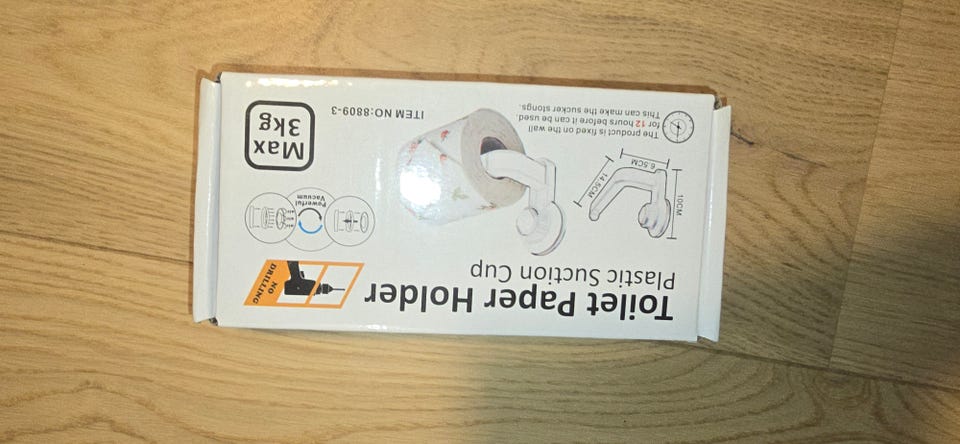 Toilet Paper Holder
Plastic Suction Cup
NO
DRILLING
10CM
14.5CM
6.5CM
Powerful
Vacuum
The product is fixed on the wall
for 12 hours before it can be used.
This can make the sucker stongs.
ITEM NO:8809-3
Max
3kg